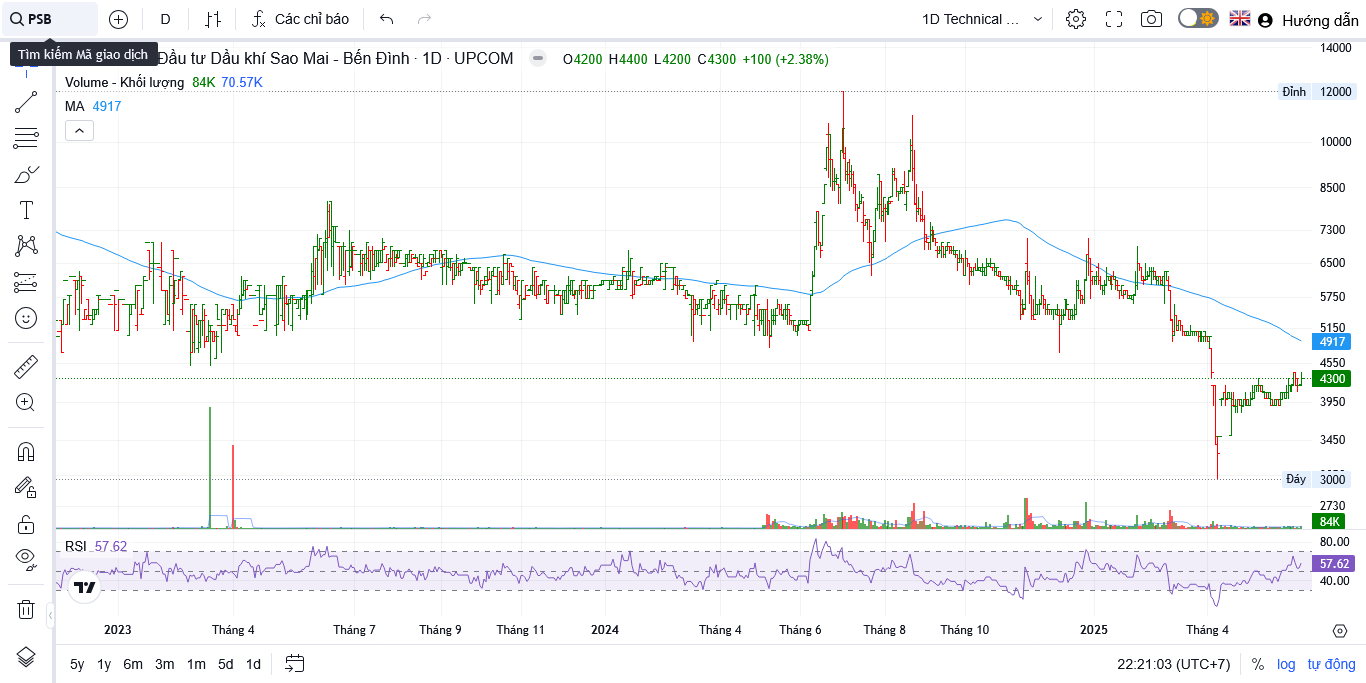 PSB
D
Các chỉ báo
1D Technical ...
Hướng dẫn
Tìm kiếm Mã giao dịch
Đầu tư Dầu khí Sao Mai - Bến Đình · 1D · UPCOM
O4200 H4400 L4200 C4300 +100 (+2.38%)
Volume - Khối lượng 84K 70.57K
MA 4917
14000
Đỉnh 12000
10000
8500
7300
6500
5750
5150
4917
4550
4300
3950
3450
Đáy 3000
2730
84K
RSI 57.62
80.00
57.62
40.00
2023 Tháng 4 Tháng 7 Tháng 9 Tháng 11 2024 Tháng 4 Tháng 6 Tháng 8 Tháng 10 2025 Tháng 4
5y 1y 6m 3m 1m 5d 1d
22:21:03 (UTC+7) % log tự động